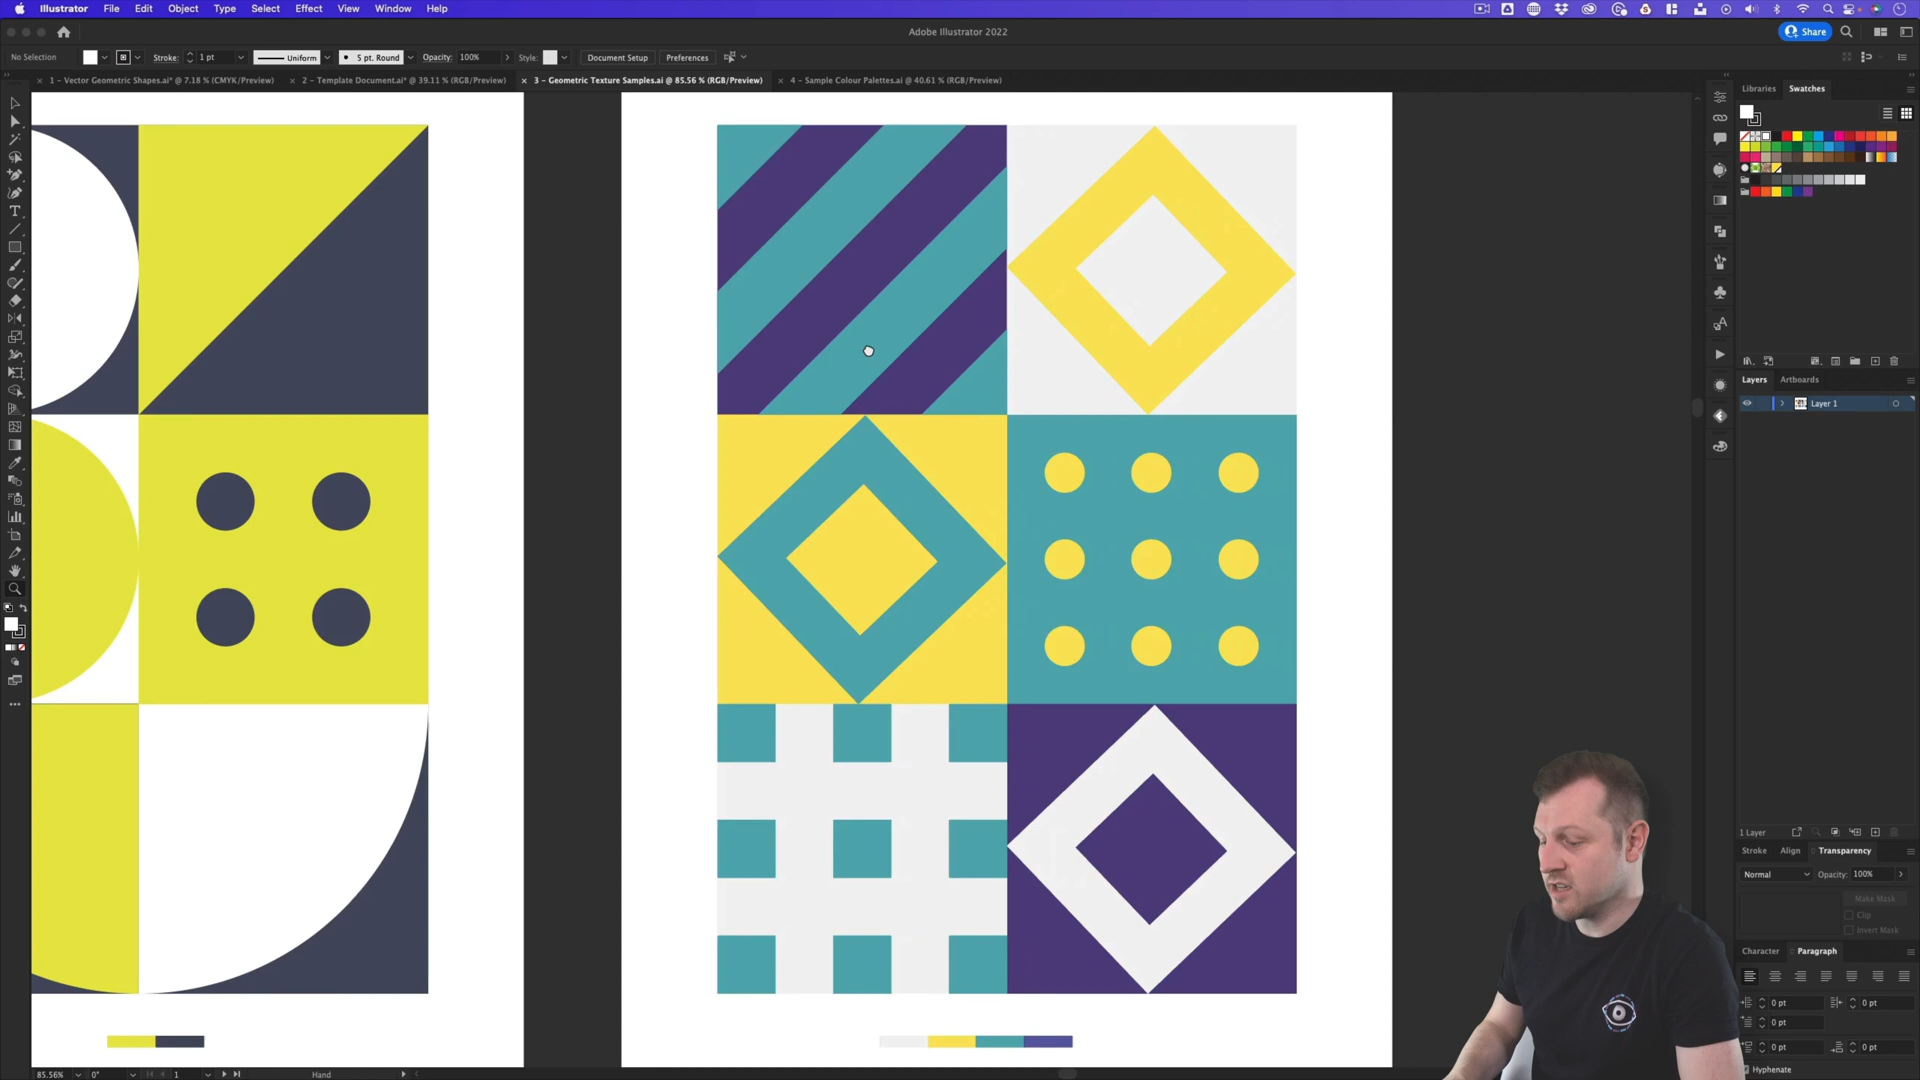 Illustrator File Edit Object Type Select Effect View Window Help
Adobe Illustrator 2022
Share
No Selection Stroke: 1 pt Uniform 5 pt. Round Opacity: 100% Style: Document Setup Preferences
× 1 – Vector Geometric Shapes.ai* @ 7.18 % (CMYK/Preview) × 2 – Template Document.ai* @ 39.11 % (RGB/Preview) × 3 – Geometric Texture Samples.ai @ 85.56 % (RGB/Preview) × 4 – Sample Colour Palettes.ai @ 40.61 % (RGB/Preview)
Libraries Swatches
Layers Artboards
Layer 1
1 Layer
Stroke Align Transparency
Normal Opacity: 100%
Make Mask
Clip
Invert Mask
Character Paragraph
0 pt 0 pt
0 pt
0 pt 0 pt
Hyphenate
85.56% 0° 1 Hand